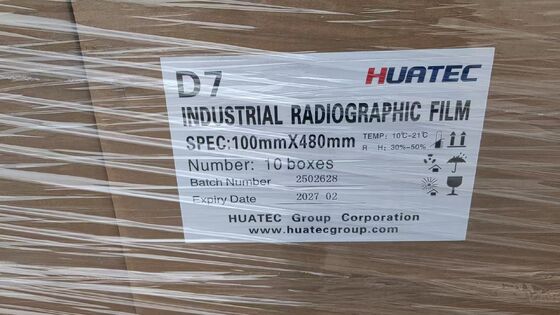 D7
HUATEC
INDUSTRIAL RADIOGRAPHIC FILM
SPEC:100mmX480mm
TEMP: 10℃-21℃
R H: 30%-50%
Number: 10 boxes
Batch Number 2502628
Expiry Date 2027 02
HUATEC Group Corporation
www.huatecgroup.com